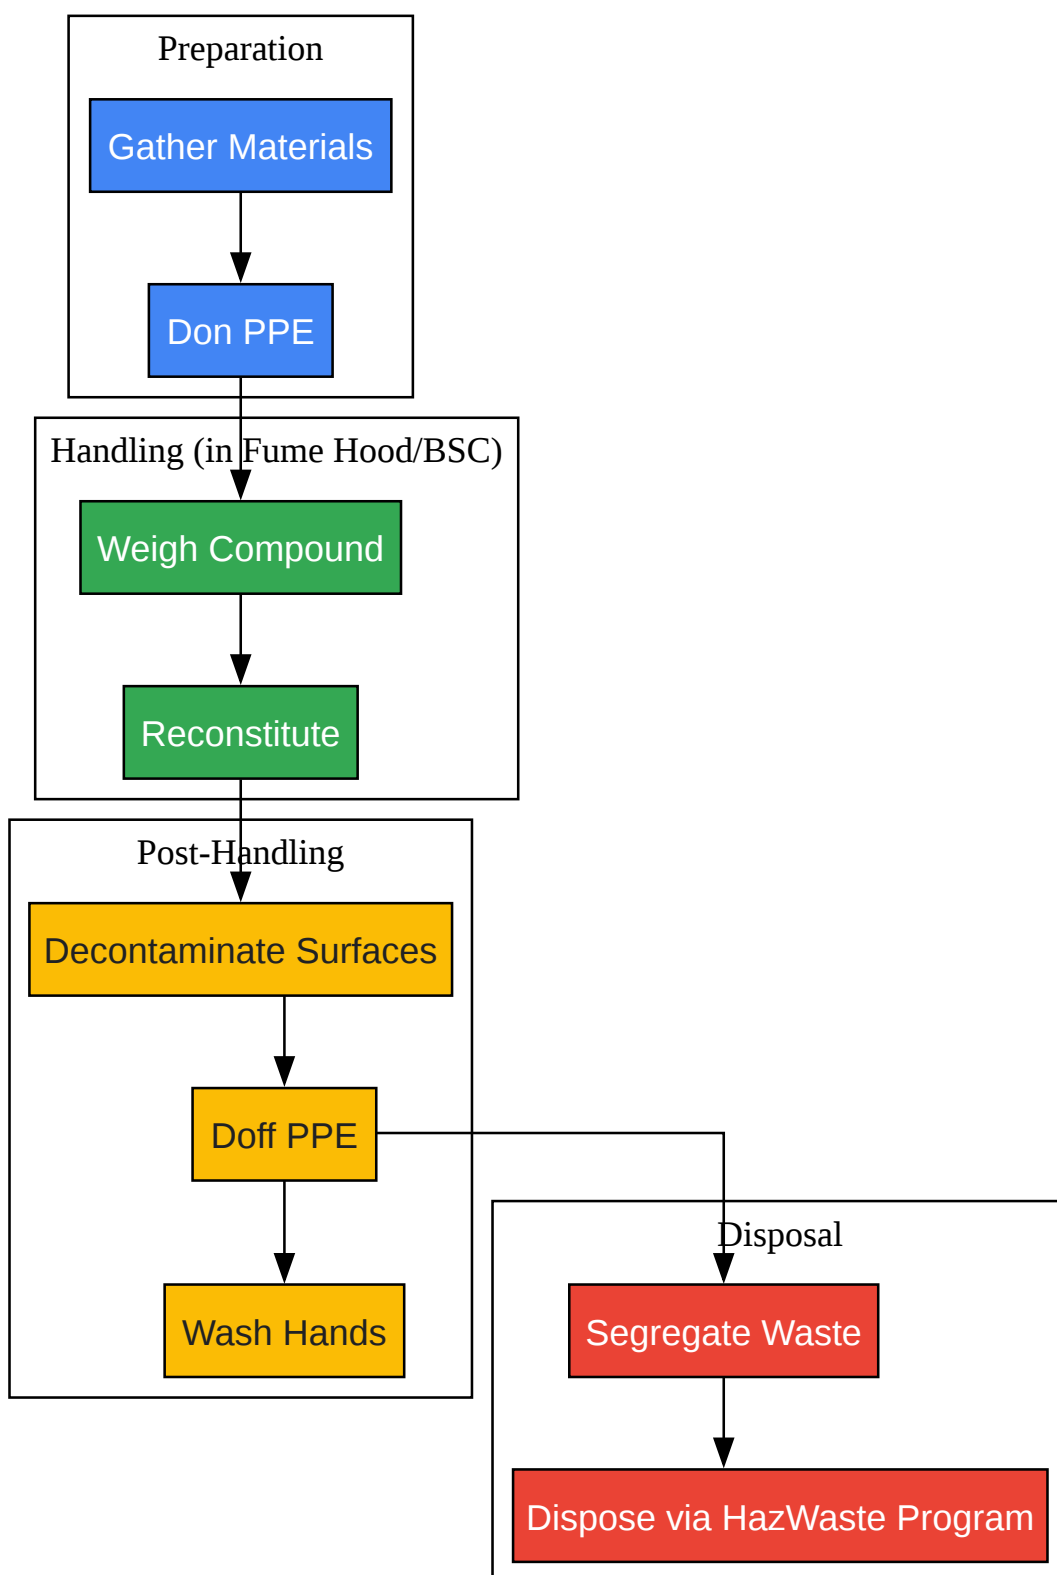 Preparation
Gather Materials
Don PPE
Handling (in Fume Hood/BSC)
Weigh Compound
Reconstitute
Post-Handling
Decontaminate Surfaces
Doff PPE
Wash Hands
Disposal
Segregate Waste
Dispose via HazWaste Program